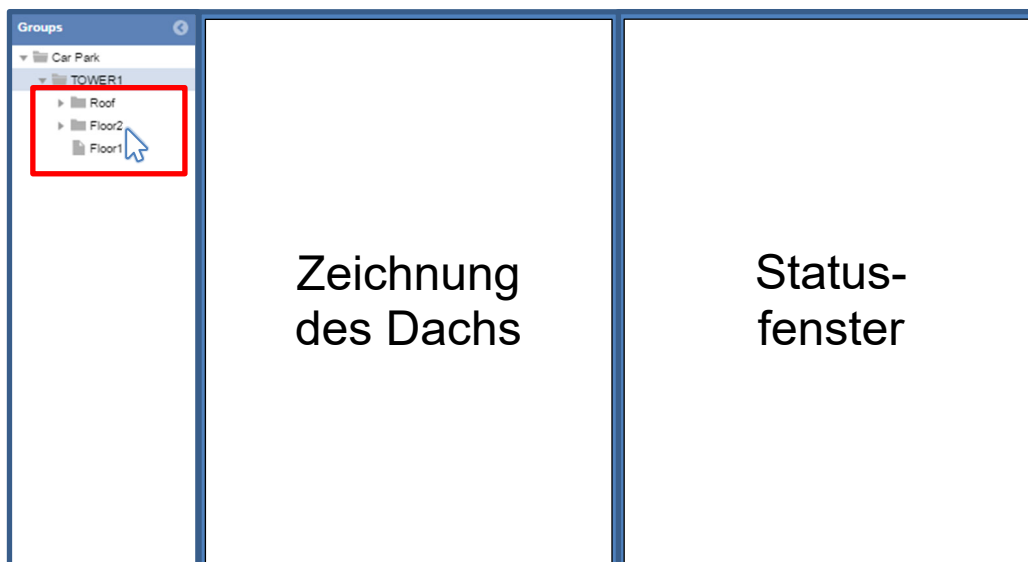 Groups
Car Park
TOWER1
Roof
Floor2
Floor1
Zeichnung
des Dachs
Status-
fenster